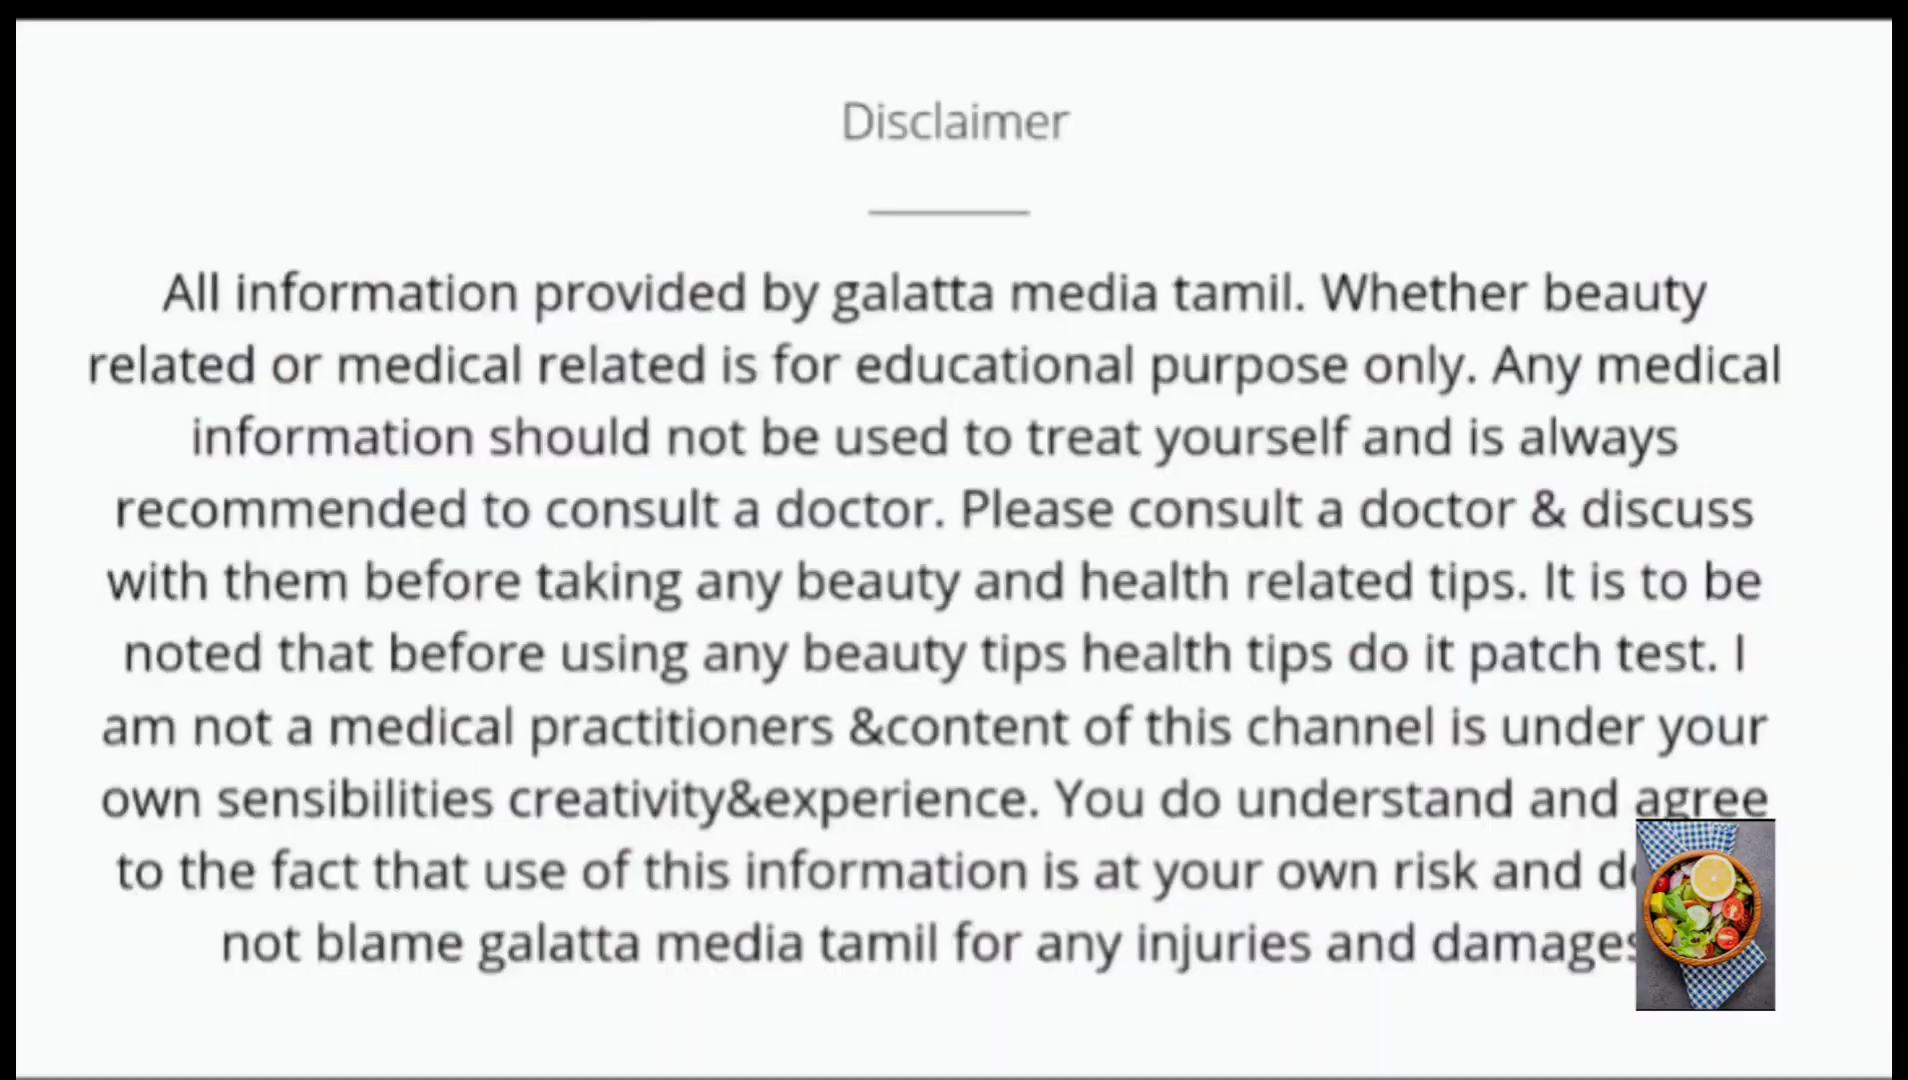 Disclaimer
All information provided by galatta media tamil. Whether beauty
related or medical related is for educational purpose only. Any medical
information should not be used to treat yourself and is always
recommended to consult a doctor. Please consult a doctor & discuss
with them before taking any beauty and health related tips. It is to be
noted that before using any beauty tips health tips do it patch test. I
am not a medical practitioners &content of this channel is under your
own sensibilities creativity&experience. You do understand and agree
to the fact that use of this information is at your own risk and
not blame galatta media tamil for any injuries and damages